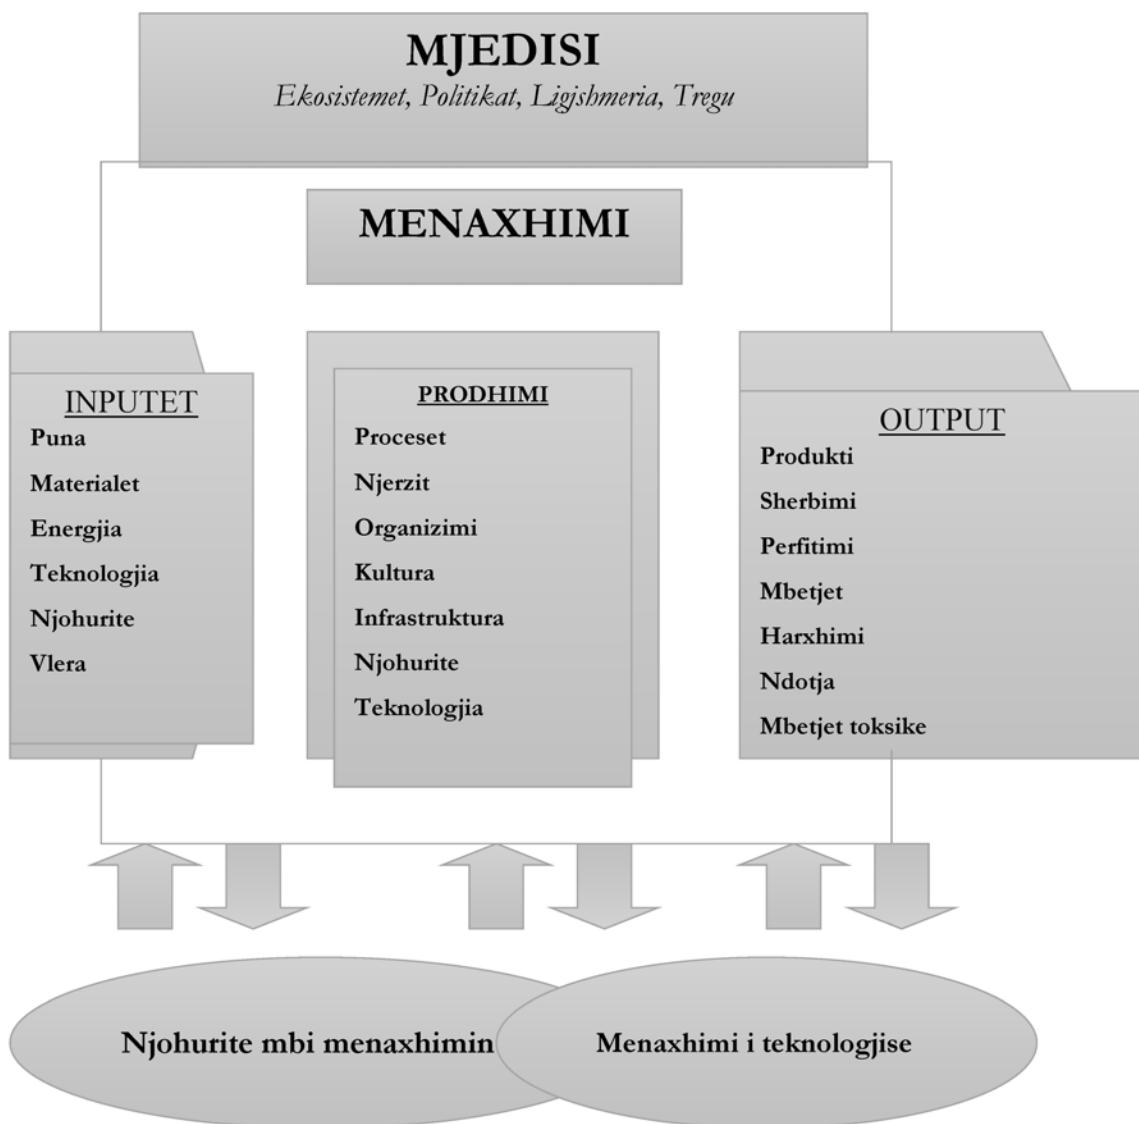 MJEDISI
Ekosistemet, Politikat, Ligjshmeria, Tregu
MENAXHIMI
INPUTET
Puna
Materialet
Energjia
Teknologjia
Njohurite
Vlera
PRODHIMI
Proceset
Njerzit
Organizimi
Kultura
Infrastruktura
Njohurite
Teknologjia
OUTPUT
Produkti
Sherbimi
Perfitimi
Mbetjet
Harxhimi
Ndotja
Mbetjet toksike
Njohurite mbi menaxhimin
Menaxhimi i teknologjise